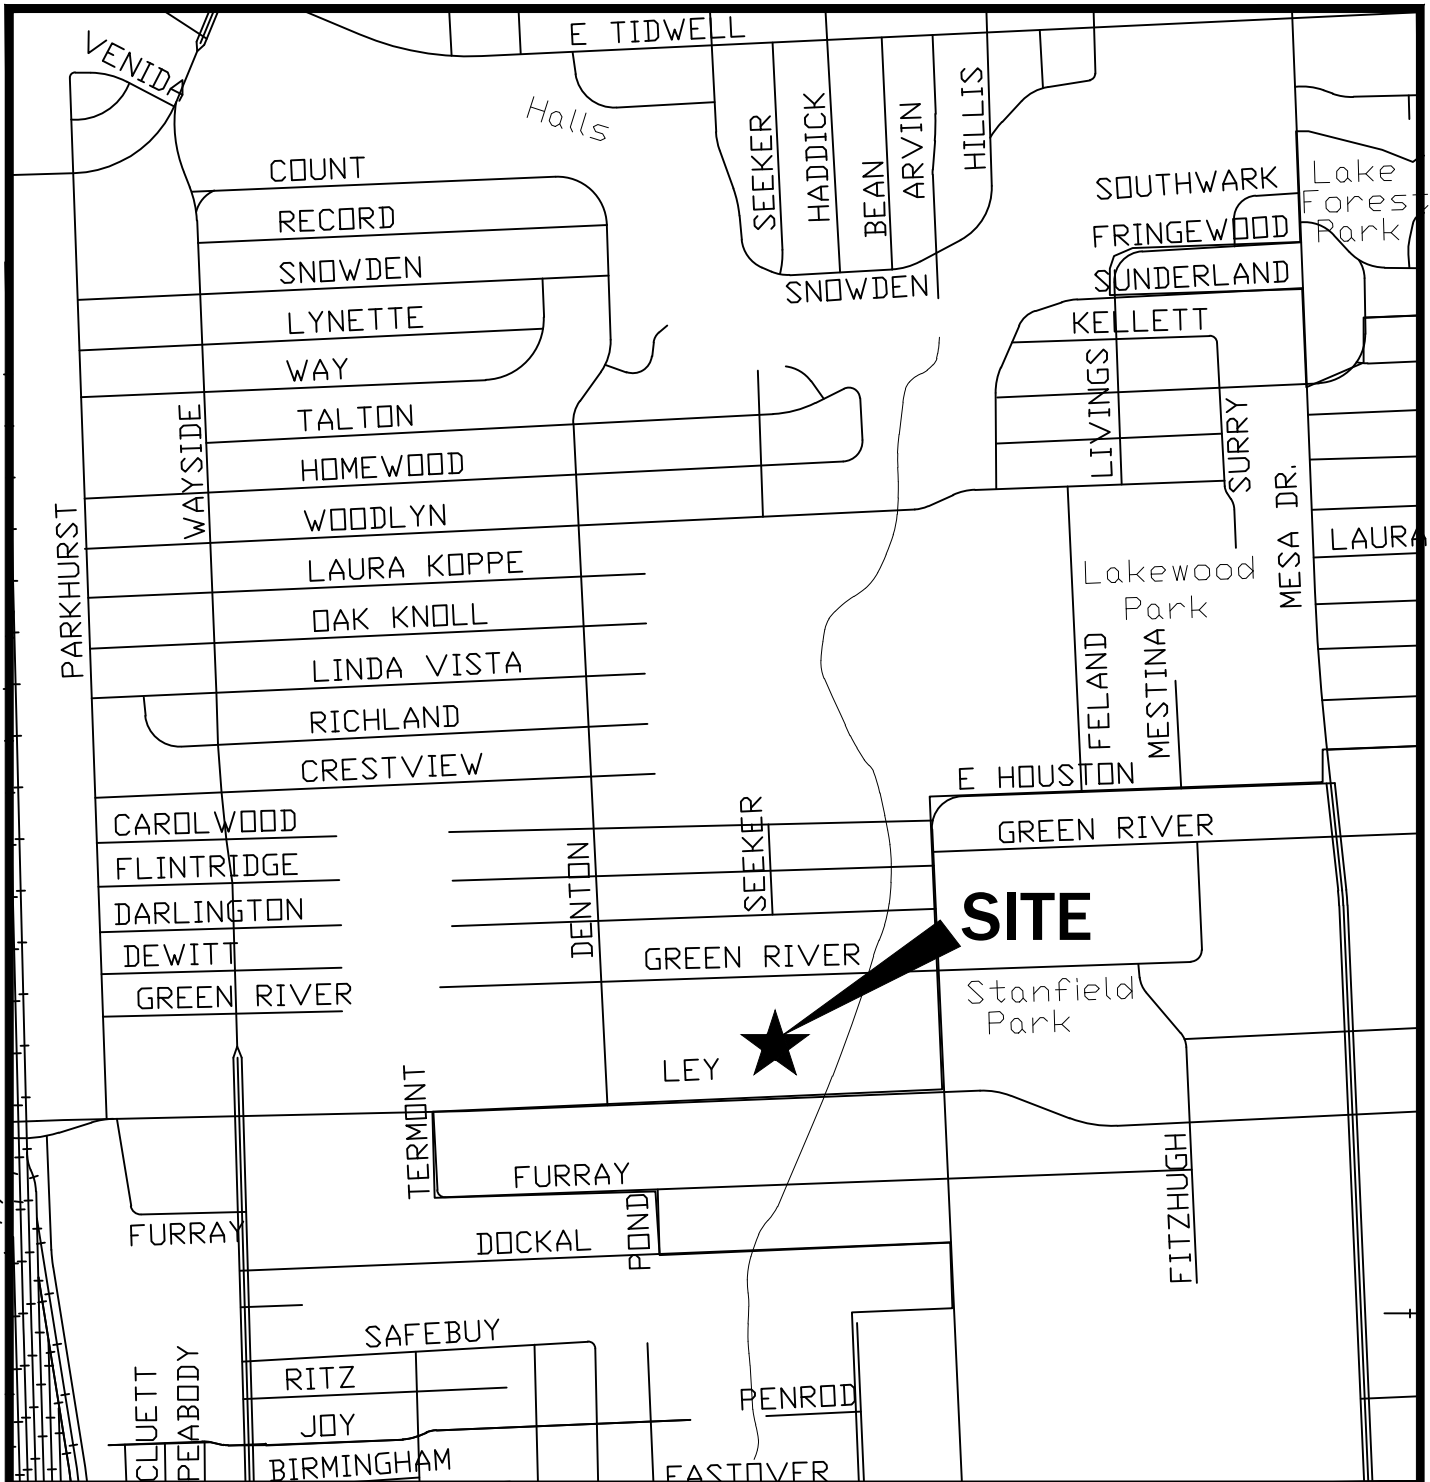 E TIDWELL
VENIDA
Halls
SEEKER
HADDICK
BEAN
ARVIN
HILLIS
COUNT
RECORD
SNOWDEN
LYNETTE
WAY
TALTON
HOMEWOOD
WOODLYN
LAURA KOPPE
OAK KNOLL
LINDA VISTA
RICHLAND
CRESTVIEW
CAROLWOOD
FLINTRIDGE
DARLINGTON
DEWITT
GREEN RIVER
PARKHURST
WAYSIDE
SNOWDEN
SOUTHWARK
FRINGEWOOD
SUNDERLAND
KELLETT
Lake
Forest
Park
LIVINGS
SURRY
MESA DR.
LAURA
Lakewood
Park
FELAND
MESTINA
E HOUSTON
GREEN RIVER
SEEKER
DENTON
SITE
GREEN RIVER
Stanfield
Park
LEY
TERMONT
FURRAY
FURRAY
POND
DOCKAL
FITZHUGH
SAFEBUY
RITZ
JOY
BIRMINGHAM
CLUETT
PEABODY
PENROD
EASTOVER